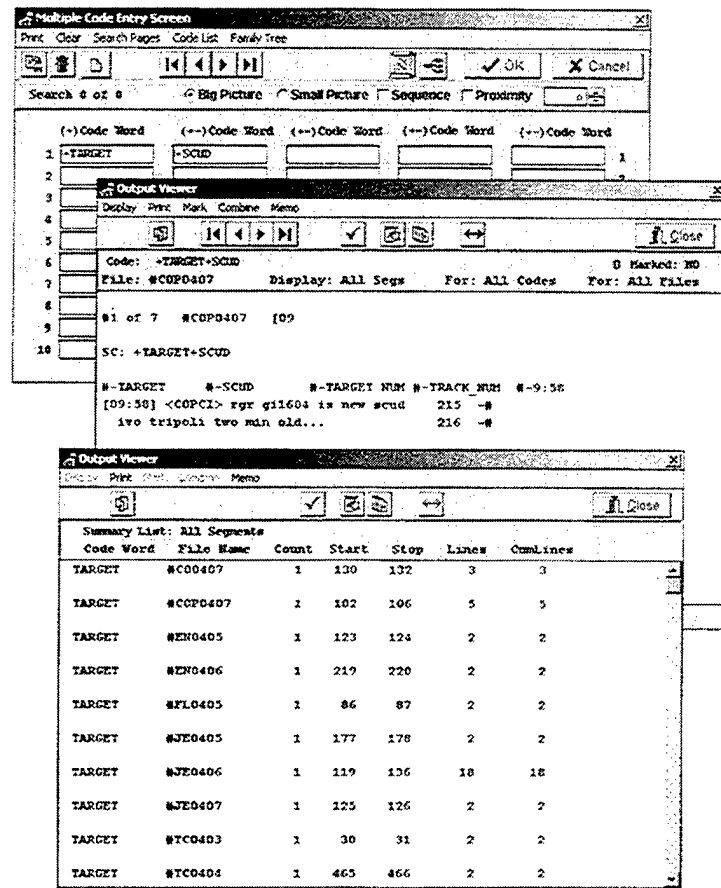 Multiple Code Entry Screen
Print Clear Search Pages Code List Family Tree
OK Cancel
Search 0 of 0 Big Picture Small Picture Sequence Proximity 0
(+)Code Word (+-)Code Word (+-)Code Word (+-)Code Word (+-)Code Word
1 +TARGET +SCUD 1
2 2
3
4
5
6
7
8
9
10
Output Viewer
Display Print Mark Combine Memo
Close
Code: +TARGET+SCUD 0 Marked: NO
File: #COP0407 Display: All Segs For: All Codes For: All Files
#1 of 7 #COP0407 [09
SC: +TARGET+SCUD
#-TARGET #-SCUD #-TARGET NUM #-TRACK_NUM #-9:58
[09:58] <COPCI> rgr gi1604 is new scud 215 -#
ivo tripoli two min old... 216 -#
Output Viewer
Print Memo
Close
Summary List: All Segments
Code Word File Name Count Start Stop Lines CumLines
TARGET #CO0407 1 130 132 3 3
TARGET #COP0407 1 102 106 5 5
TARGET #EN0405 1 123 124 2 2
TARGET #EN0406 1 219 220 2 2
TARGET #FL0405 1 86 87 2 2
TARGET #JE0405 1 177 178 2 2
TARGET #JE0406 1 119 136 18 18
TARGET #JE0407 1 125 126 2 2
TARGET #TC0403 1 30 31 2 2
TARGET #TC0404 1 465 466 2 2